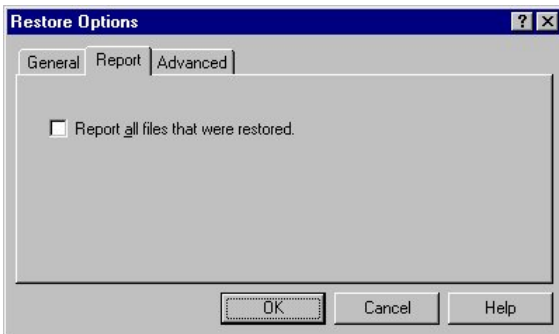 Restore Options
General Report Advanced
Report all files that were restored.
OK Cancel Help